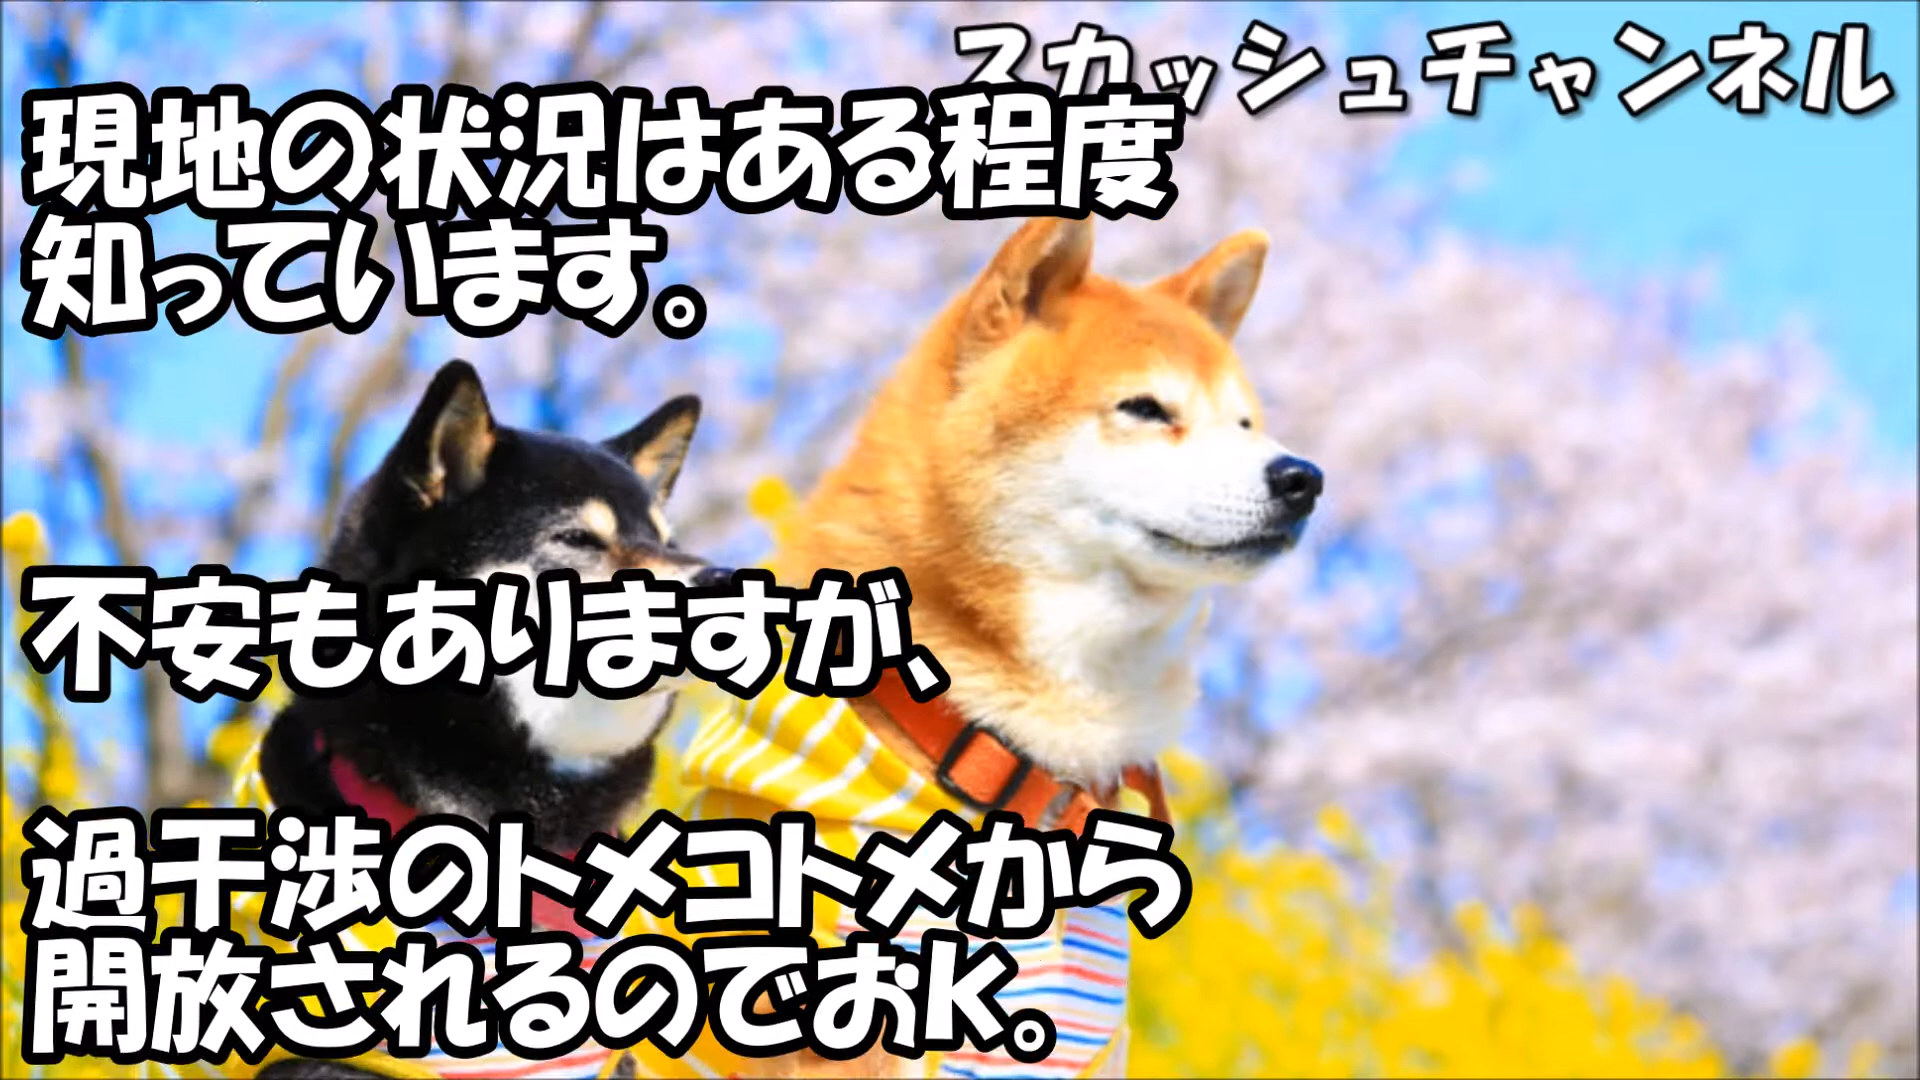 スカッシュチャンネル
現地の状況はある程度
知っています。
不安もありますが、
過干渉のトメコトメから
開放されるのでおK。